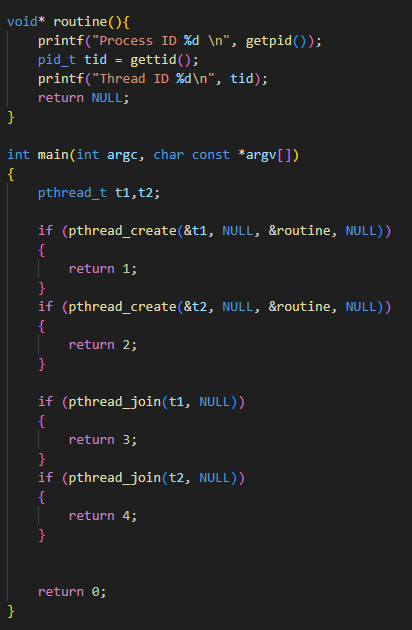 void* routine(){
    printf("Process ID %d \n", getpid());
    pid_t tid = gettid();
    printf("Thread ID %d\n", tid);
    return NULL;
}

int main(int argc, char const *argv[])
{
    pthread_t t1,t2;

    if (pthread_create(&t1, NULL, &routine, NULL))
    {
        return 1;
    }
    if (pthread_create(&t2, NULL, &routine, NULL))
    {
        return 2;
    }

    if (pthread_join(t1, NULL))
    {
        return 3;
    }
    if (pthread_join(t2, NULL))
    {
        return 4;
    }


    return 0;
}